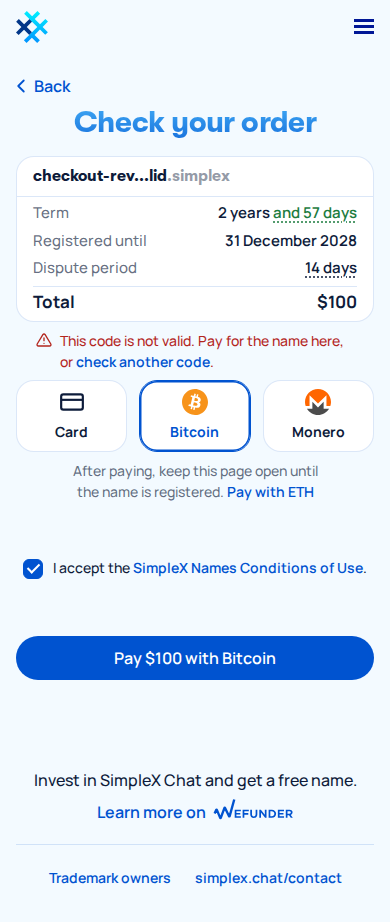 Back
Check your order
checkout-rev...lid.simplex
Term 2 years and 57 days
Registered until 31 December 2028
Dispute period 14 days
Total $100
This code is not valid. Pay for the name here,
or check another code.
Card Bitcoin Monero
After paying, keep this page open until
the name is registered. Pay with ETH
I accept the SimpleX Names Conditions of Use.
Pay $100 with Bitcoin
Invest in SimpleX Chat and get a free name.
Learn more on WEFUNDER
Trademark owners simplex.chat/contact